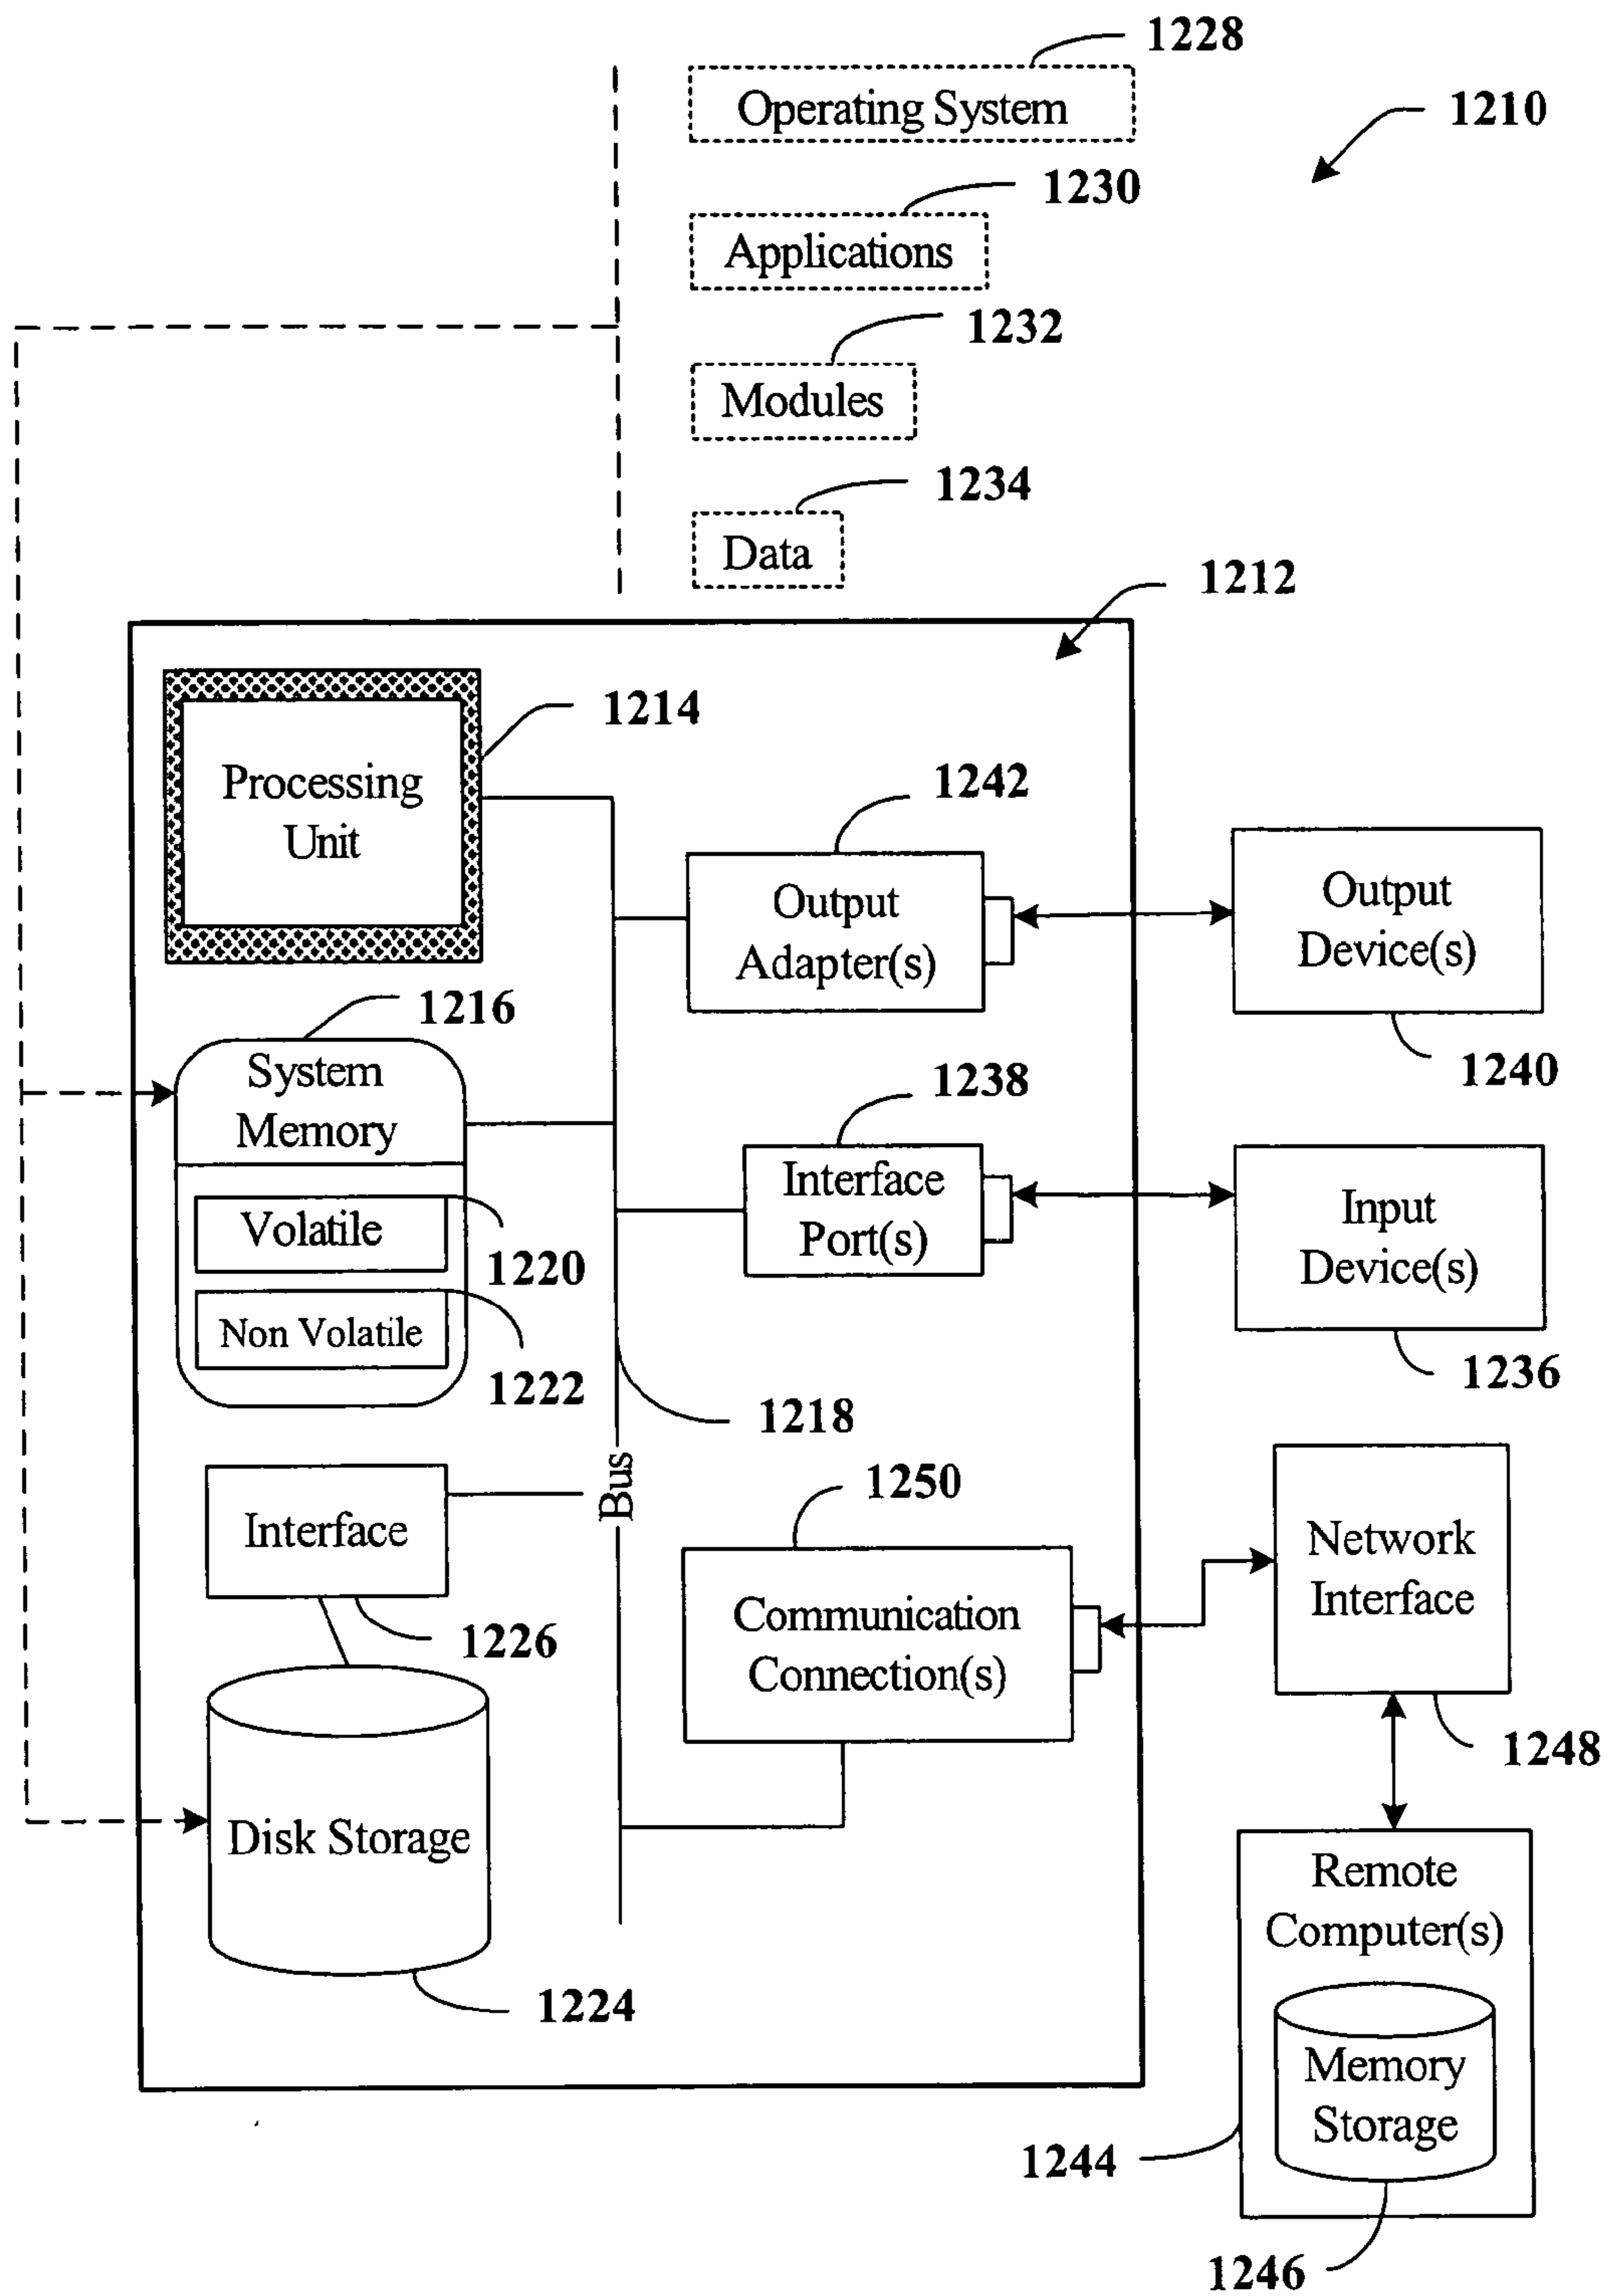 1228
Operating System
1210
1230
Applications
1232
Modules
1234
Data
1212
1214
Processing
Unit
1242
Output
Adapter(s)
Output
Device(s)
1240
1216
System
Memory
1238
Interface
Port(s)
Input
Device(s)
1236
Volatile
1220
Non Volatile
1222
1218
Bus
1250
Interface
1226
Communication
Connection(s)
Network
Interface
1248
Disk Storage
1224
Remote
Computer(s)
Memory
Storage
1244
1246